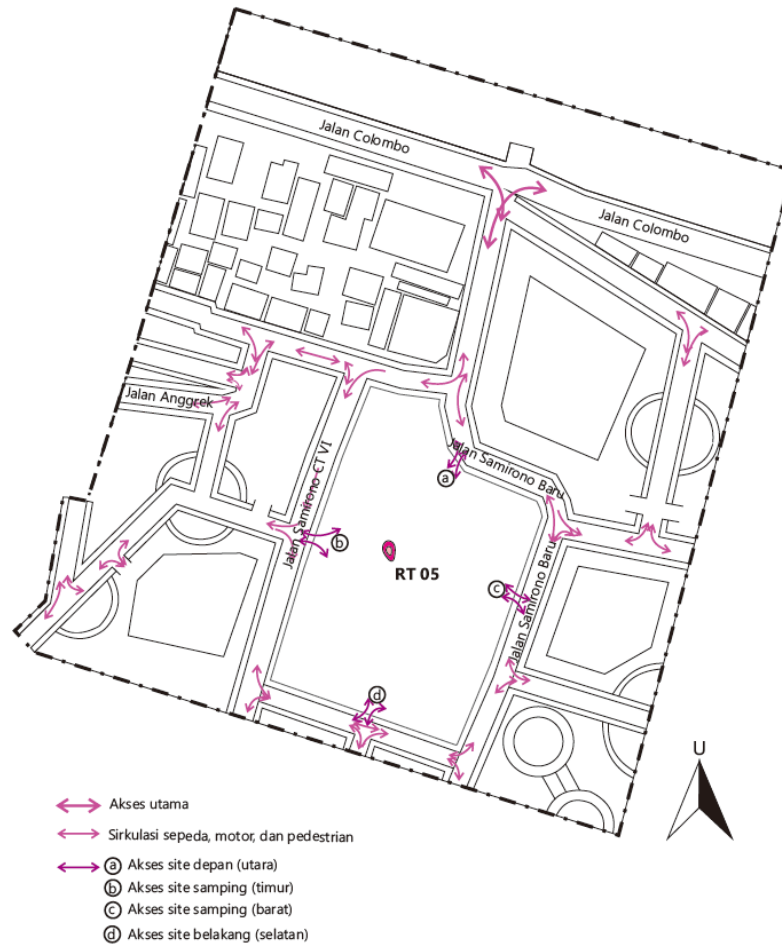 Jalan Colombo
Jalan Colombo
Jalan Anggrek
Jalan Samirono CT VI
Jalan Samirono Baru
a
b
RT 05
c
Jalan Samirono Baru
d
U
Akses utama
Sirkulasi sepeda, motor, dan pedestrian
a Akses site depan (utara)
b Akses site samping (timur)
c Akses site samping (barat)
d Akses site belakang (selatan)